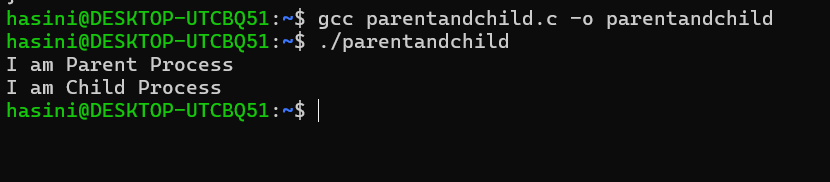 hasini@DESKTOP-UTCBQ51:~$ gcc parentandchild.c -o parentandchild
hasini@DESKTOP-UTCBQ51:~$ ./parentandchild
I am Parent Process
I am Child Process
hasini@DESKTOP-UTCBQ51:~$